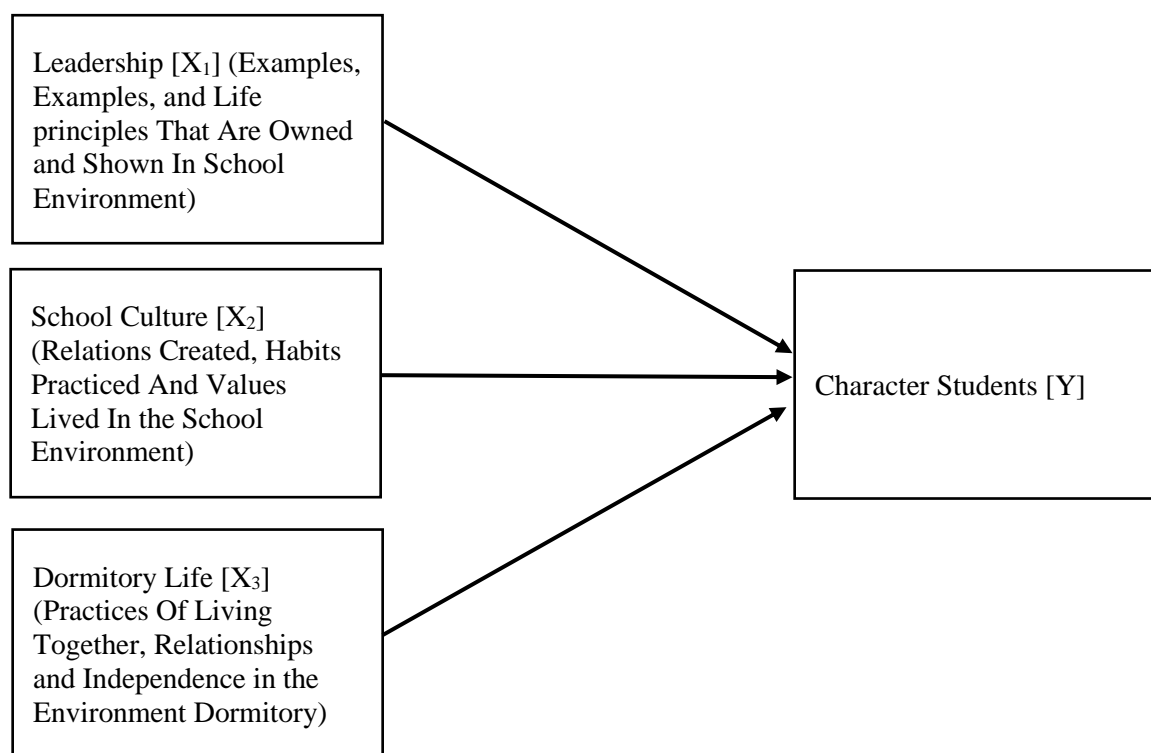 Leadership [X₁] (Examples,
Examples, and Life
principles That Are Owned
and Shown In School
Environment)
School Culture [X₂]
(Relations Created, Habits
Practiced And Values
Lived In the School
Environment)
Character Students [Y]
Dormitory Life [X₃]
(Practices Of Living
Together, Relationships
and Independence in the
Environment Dormitory)